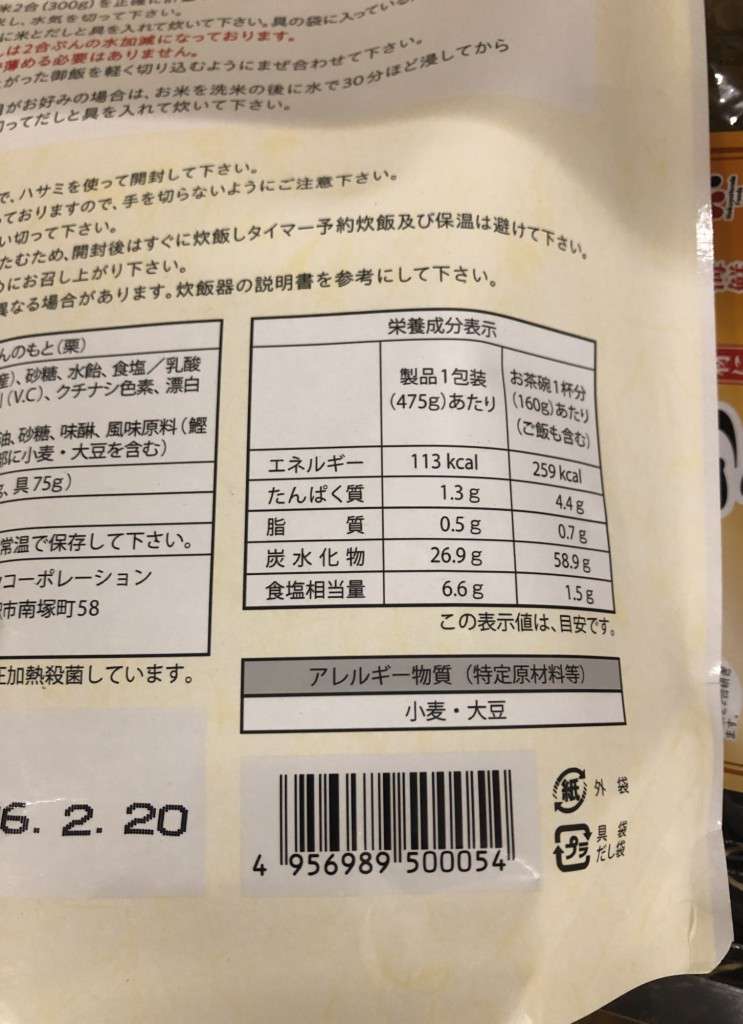 米2合(300g)を正確に計
し、水気を切って下さい。
に米とだしと具を入れて炊いて下さい。具の袋に入っている
は2合ぶんの水加減になっております。
薄める必要はありません。
がった御飯を軽く切り込むようにまぜ合わせて下さい。
がお好みの場合は、お米を洗米の後に水で30分ほど浸してから
ってだしと具を入れて炊いて下さい。
で、ハサミを使って開封して下さい。
ておりますので、手を切らないようにご注意下さい。
い切って下さい。
たむため、開封後はすぐに炊飯しタイマー予約炊飯及び保温は避けて下さい。
めにお召し上がり下さい。
異なる場合があります。炊飯器の説明書を参考にして下さい。
んのもと(栗)
産)、砂糖、水飴、食塩／乳酸
(V.C)、クチナシ色素、漂白
油、砂糖、味醂、風味原料(鰹
部に小麦・大豆を含む)
、具75g)
常温で保存して下さい。
コーポレーション
市南塚町58
圧加熱殺菌しています。
栄養成分表示
製品1包装
(475g)あたり
お茶碗1杯分
(160g)あたり
(ご飯も含む)
エネルギー 113 kcal 259 kcal
たんぱく質 1.3 g 4.4 g
脂質 0.5 g 0.7 g
炭水化物 26.9 g 58.9 g
食塩相当量 6.6 g 1.5 g
この表示値は、目安です。
アレルギー物質（特定原材料等）
小麦・大豆
6. 2. 20
4 956989 500054
紙 外袋
プラ 具袋
だし袋